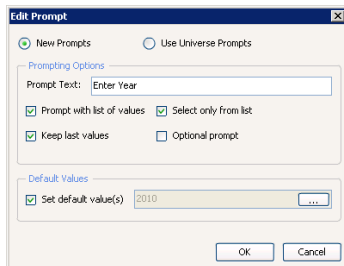 Edit Prompt
New Prompts Use Universe Prompts
Prompting Options
Prompt Text: Enter Year
Prompt with list of values Select only from list
Keep last values Optional prompt
Default Values
Set default value(s) 2010 ...
OK Cancel